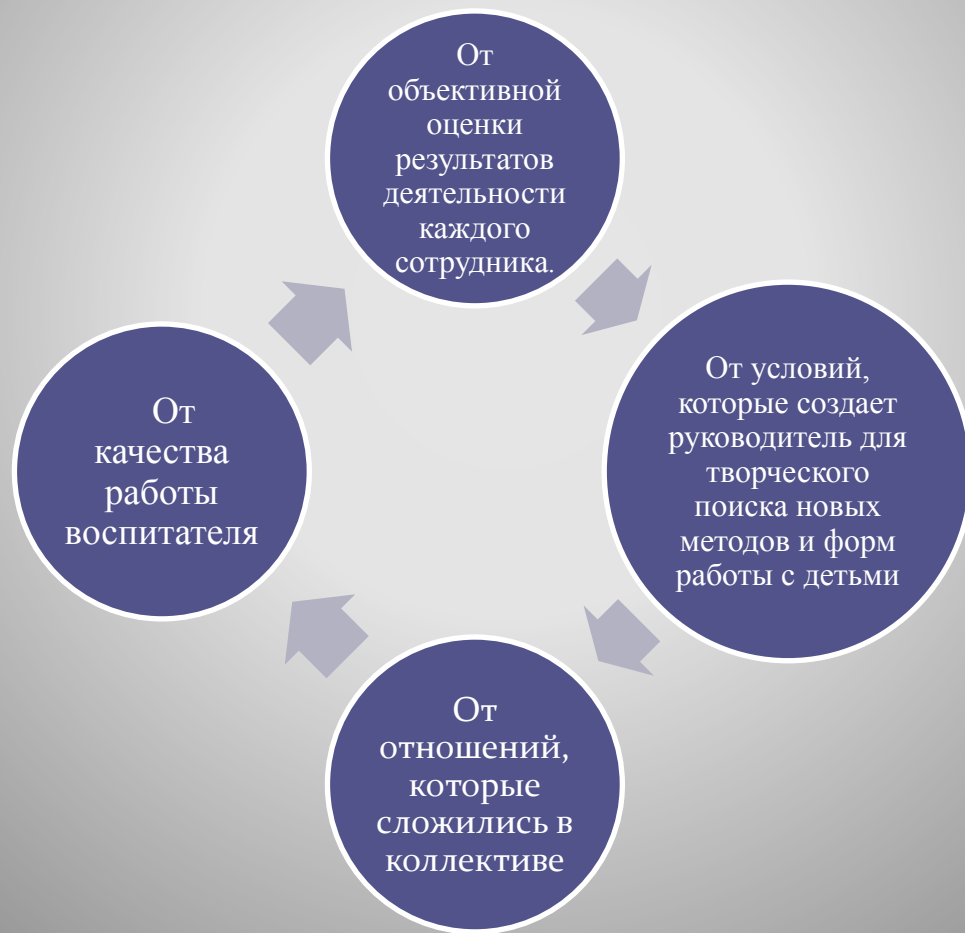 От
объективной
оценки
результатов
деятельности
каждого
сотрудника.
От условий,
которые создает
руководитель для
творческого
поиска новых
методов и форм
работы с детьми
От
отношений,
которые
сложились в
коллективе
От
качества
работы
воспитателя